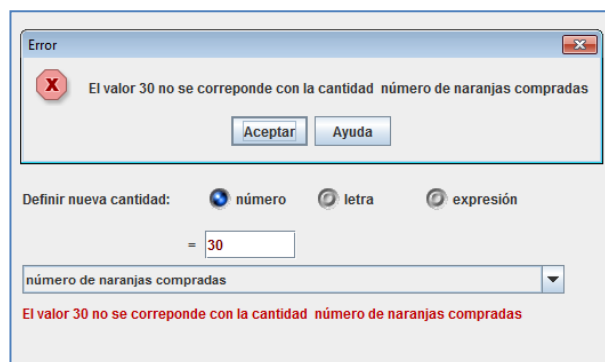 Error
El valor 30 no se correponde con la cantidad número de naranjas compradas
Aceptar Ayuda
Definir nueva cantidad: número letra expresión
= 30
número de naranjas compradas
El valor 30 no se correponde con la cantidad número de naranjas compradas